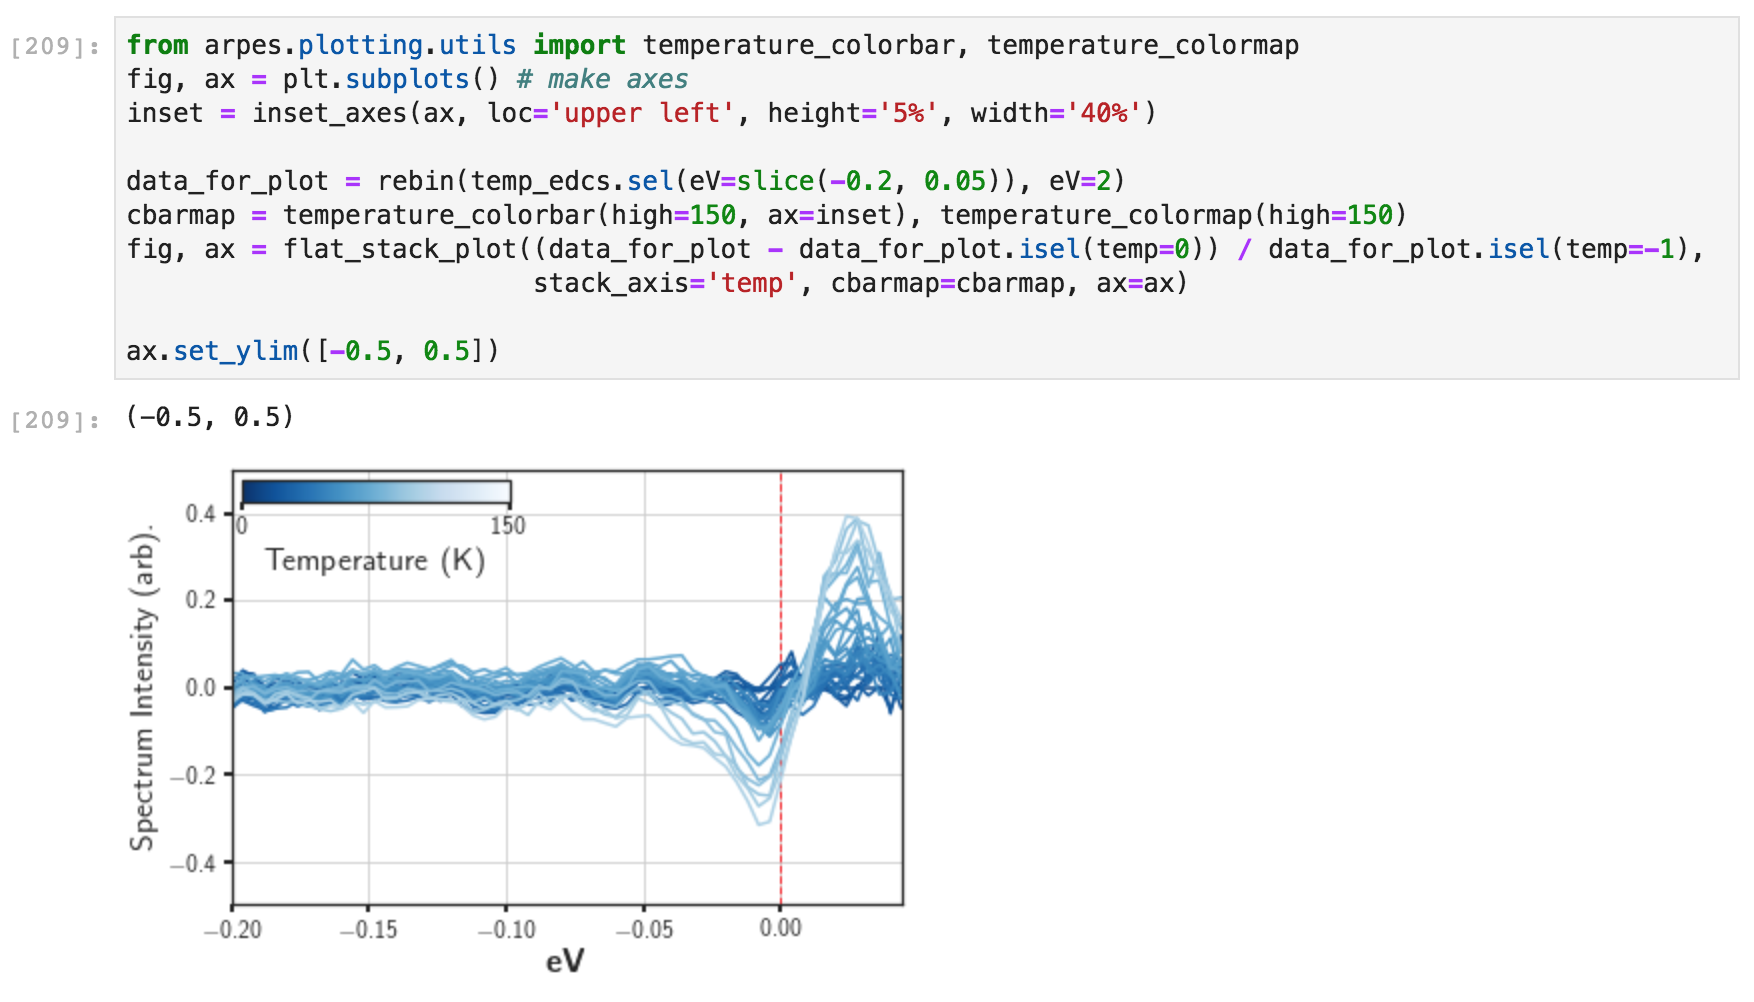 [209]: from arpes.plotting.utils import temperature_colorbar, temperature_colormap
fig, ax = plt.subplots() # make axes
inset = inset_axes(ax, loc='upper left', height='5%', width='40%')
data_for_plot = rebin(temp_edcs.sel(eV=slice(-0.2, 0.05)), eV=2)
cbarmap = temperature_colorbar(high=150, ax=inset), temperature_colormap(high=150)
fig, ax = flat_stack_plot((data_for_plot - data_for_plot.isel(temp=0)) / data_for_plot.isel(temp=-1),
stack_axis='temp', cbarmap=cbarmap, ax=ax)
ax.set_ylim([-0.5, 0.5])
[209]: (-0.5, 0.5)
0 150
Temperature (K)
Spectrum Intensity (arb).
0.4
0.2
0.0
−0.2
−0.4
−0.20 −0.15 −0.10 −0.05 0.00
eV